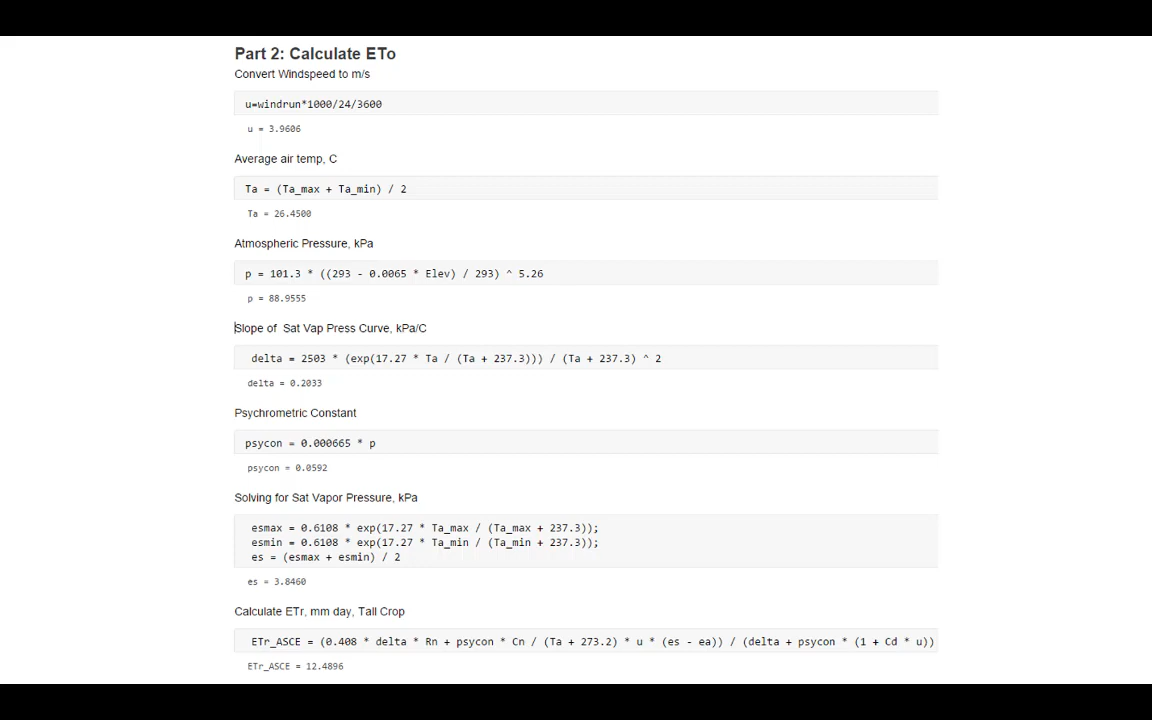 Part 2: Calculate ETo
Convert Windspeed to m/s
u=windrun*1000/24/3600
u = 3.9606
Average air temp, C
Ta = (Ta_max + Ta_min) / 2
Ta = 26.4500
Atmospheric Pressure, kPa
p = 101.3 * ((293 - 0.0065 * Elev) / 293) ^ 5.26
p = 88.9555
Slope of  Sat Vap Press Curve, kPa/C
delta = 2503 * (exp(17.27 * Ta / (Ta + 237.3))) / (Ta + 237.3) ^ 2
delta = 0.2033
Psychrometric Constant
psycon = 0.000665 * p
psycon = 0.0592
Solving for Sat Vapor Pressure, kPa
esmax = 0.6108 * exp(17.27 * Ta_max / (Ta_max + 237.3));
esmin = 0.6108 * exp(17.27 * Ta_min / (Ta_min + 237.3));
es = (esmax + esmin) / 2
es = 3.8460
Calculate ETr, mm day, Tall Crop
ETr_ASCE = (0.408 * delta * Rn + psycon * Cn / (Ta + 273.2) * u * (es - ea)) / (delta + psycon * (1 + Cd * u))
ETr_ASCE = 12.4896